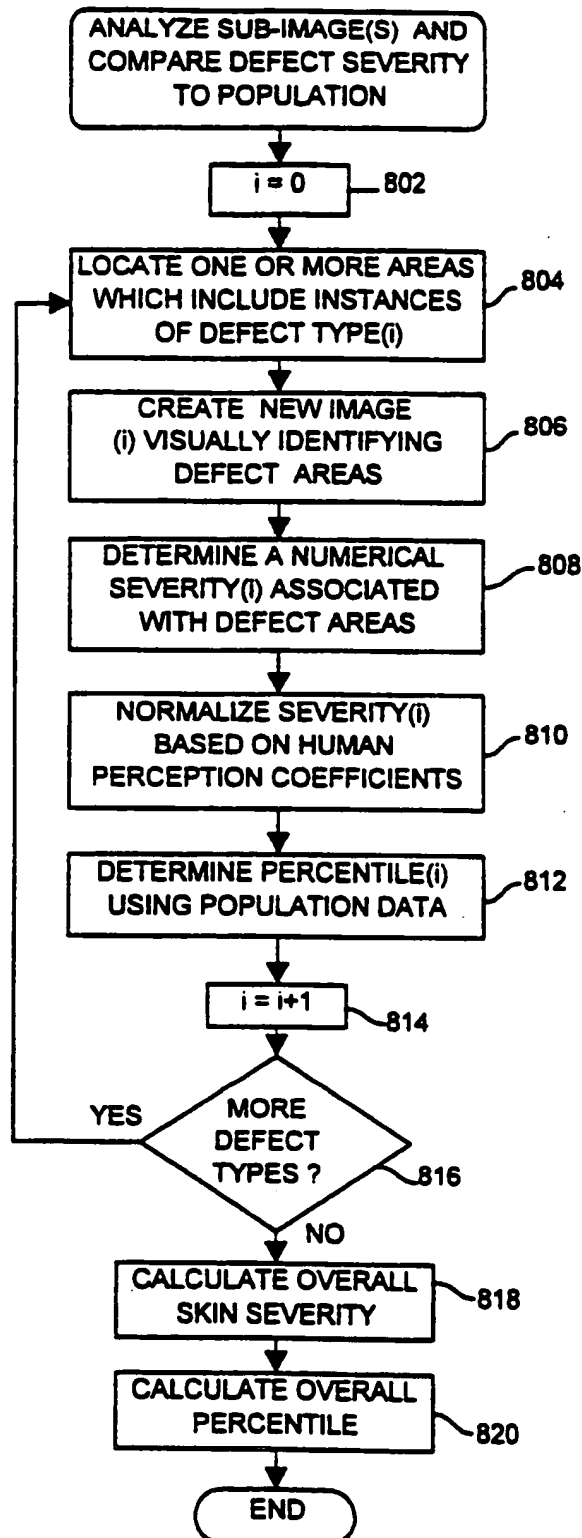 ANALYZE SUB-IMAGE(S) AND
COMPARE DEFECT SEVERITY
TO POPULATION
i = 0
802
LOCATE ONE OR MORE AREAS
WHICH INCLUDE INSTANCES
OF DEFECT TYPE(i)
804
CREATE NEW IMAGE
(i) VISUALLY IDENTIFYING
DEFECT AREAS
806
DETERMINE A NUMERICAL
SEVERITY(i) ASSOCIATED
WITH DEFECT AREAS
808
NORMALIZE SEVERITY(i)
BASED ON HUMAN
PERCEPTION COEFFICIENTS
810
DETERMINE PERCENTILE(i)
USING POPULATION DATA
812
i = i+1
814
YES
MORE
DEFECT
TYPES ?
816
NO
CALCULATE OVERALL
SKIN SEVERITY
818
CALCULATE OVERALL
PERCENTILE
820
END